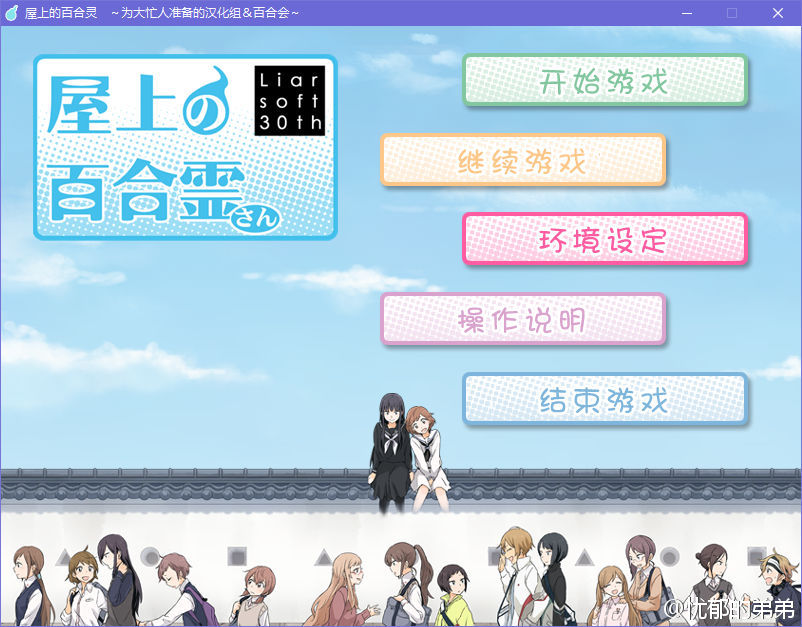 屋上的百合灵　～为大忙人准备的汉化组＆百合会～
屋上の
百合霊さん
Liar
soft
30th
开始游戏
继续游戏
环境设定
操作说明
结束游戏
@忧郁的弟弟